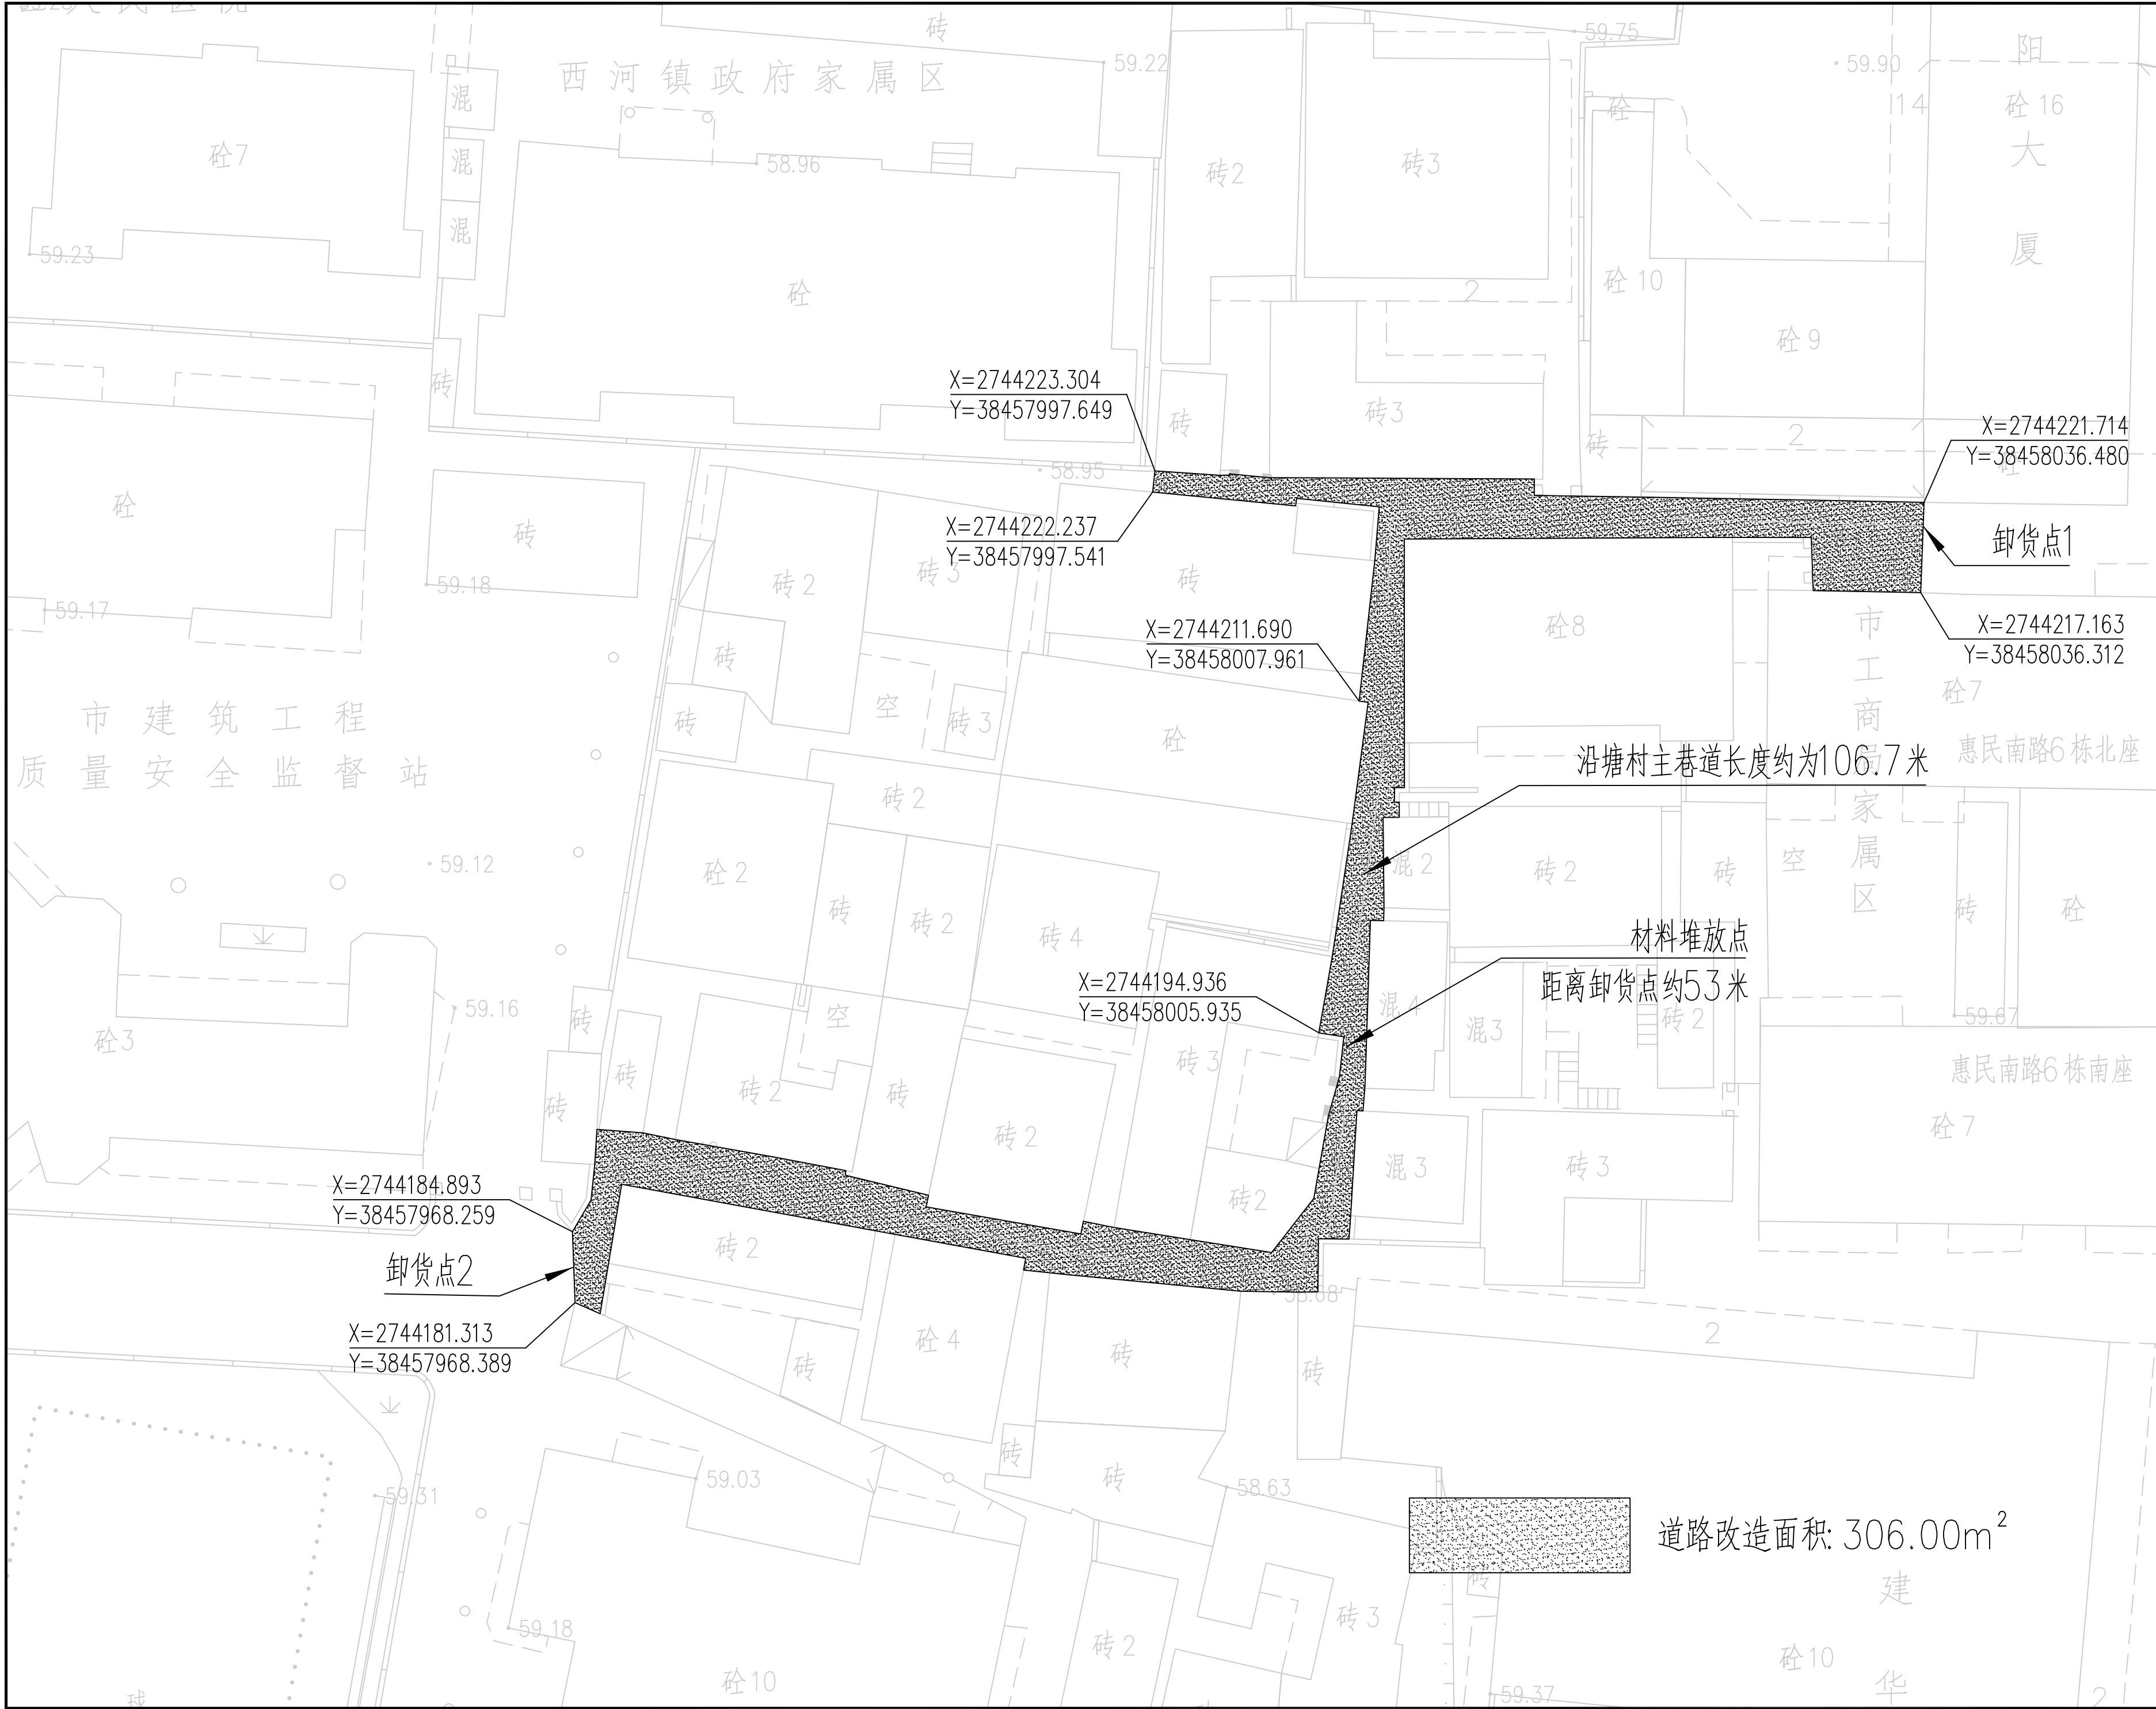 砖
59.22
59.75
59.90
阳
西河镇政府家属区
混
砼7
58.96
砖2
砖3
砼
14
砼16
大
混
混
59.23
砼
2
砼10
厦
砼9
砖
X=2744223.304
Y=38457997.649
砖
砖3
砖
2
X=2744221.714
Y=38458036.480
砼
58.95
砼
砖
X=2744222.237
Y=38457997.541
卸货点1
59.17
59.18
砖2
砖3
砖
砼8
X=2744211.690
Y=38458007.961
X=2744217.163
Y=38458036.312
市工商局家属区
砼7
砖
砖
空
砖3
砼
市建筑工程
质量安全监督站
沿塘村主巷道长度约为106.7米
惠民南路6栋北座
砖2
59.12
砼2
砖
砖2
砖4
混2
砖2
砖
空
砖
砼
材料堆放点
距离卸货点约53米
X=2744194.936
Y=38458005.935
59.16
砼3
砖
空
砖3
混4
混3
砖2
59.67
砖
砖2
砖
砖
砖2
惠民南路6栋南座
砼7
X=2744184.893
Y=38457968.259
砖2
混3
砖3
卸货点2
砖2
58.68
X=2744181.313
Y=38457968.389
砖
砼4
砖
砖
2
59.31
59.03
砖
砖
58.63
道路改造面积: 306.00m²
59.18
砼10
砖2
砖3
砖
建
砼10
华
59.37
2
球